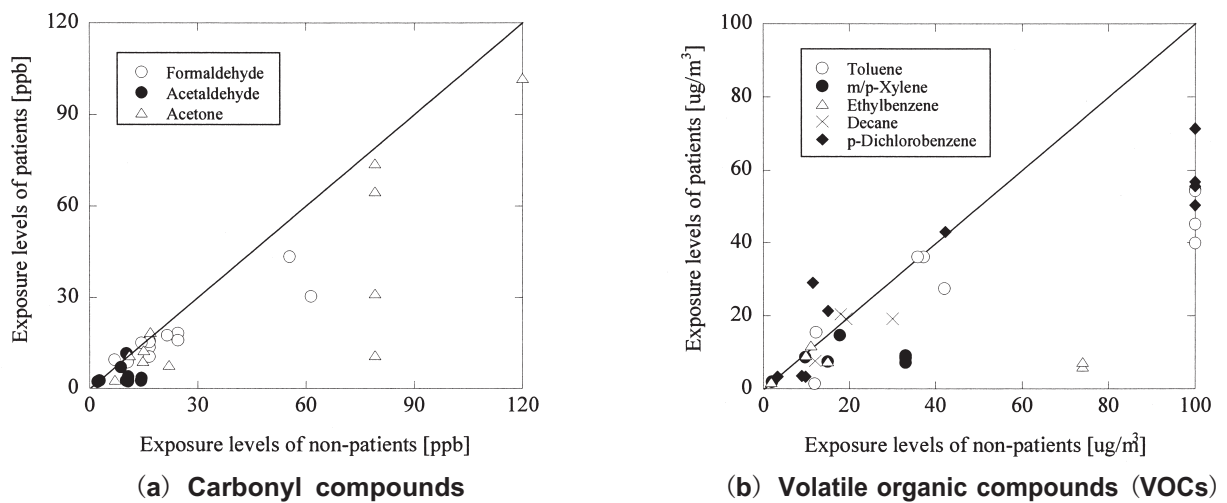 120
90
60
30
0
Exposure levels of patients [ppb]
Formaldehyde
Acetaldehyde
Acetone
0 30 60 90 120
Exposure levels of non-patients [ppb]
(a) Carbonyl compounds
100
80
60
40
20
0
Exposure levels of patients [ug/m³]
Toluene
m/p-Xylene
Ethylbenzene
Decane
p-Dichlorobenzene
0 20 40 60 80 100
Exposure levels of non-patients [ug/m³]
(b) Volatile organic compounds (VOCs)